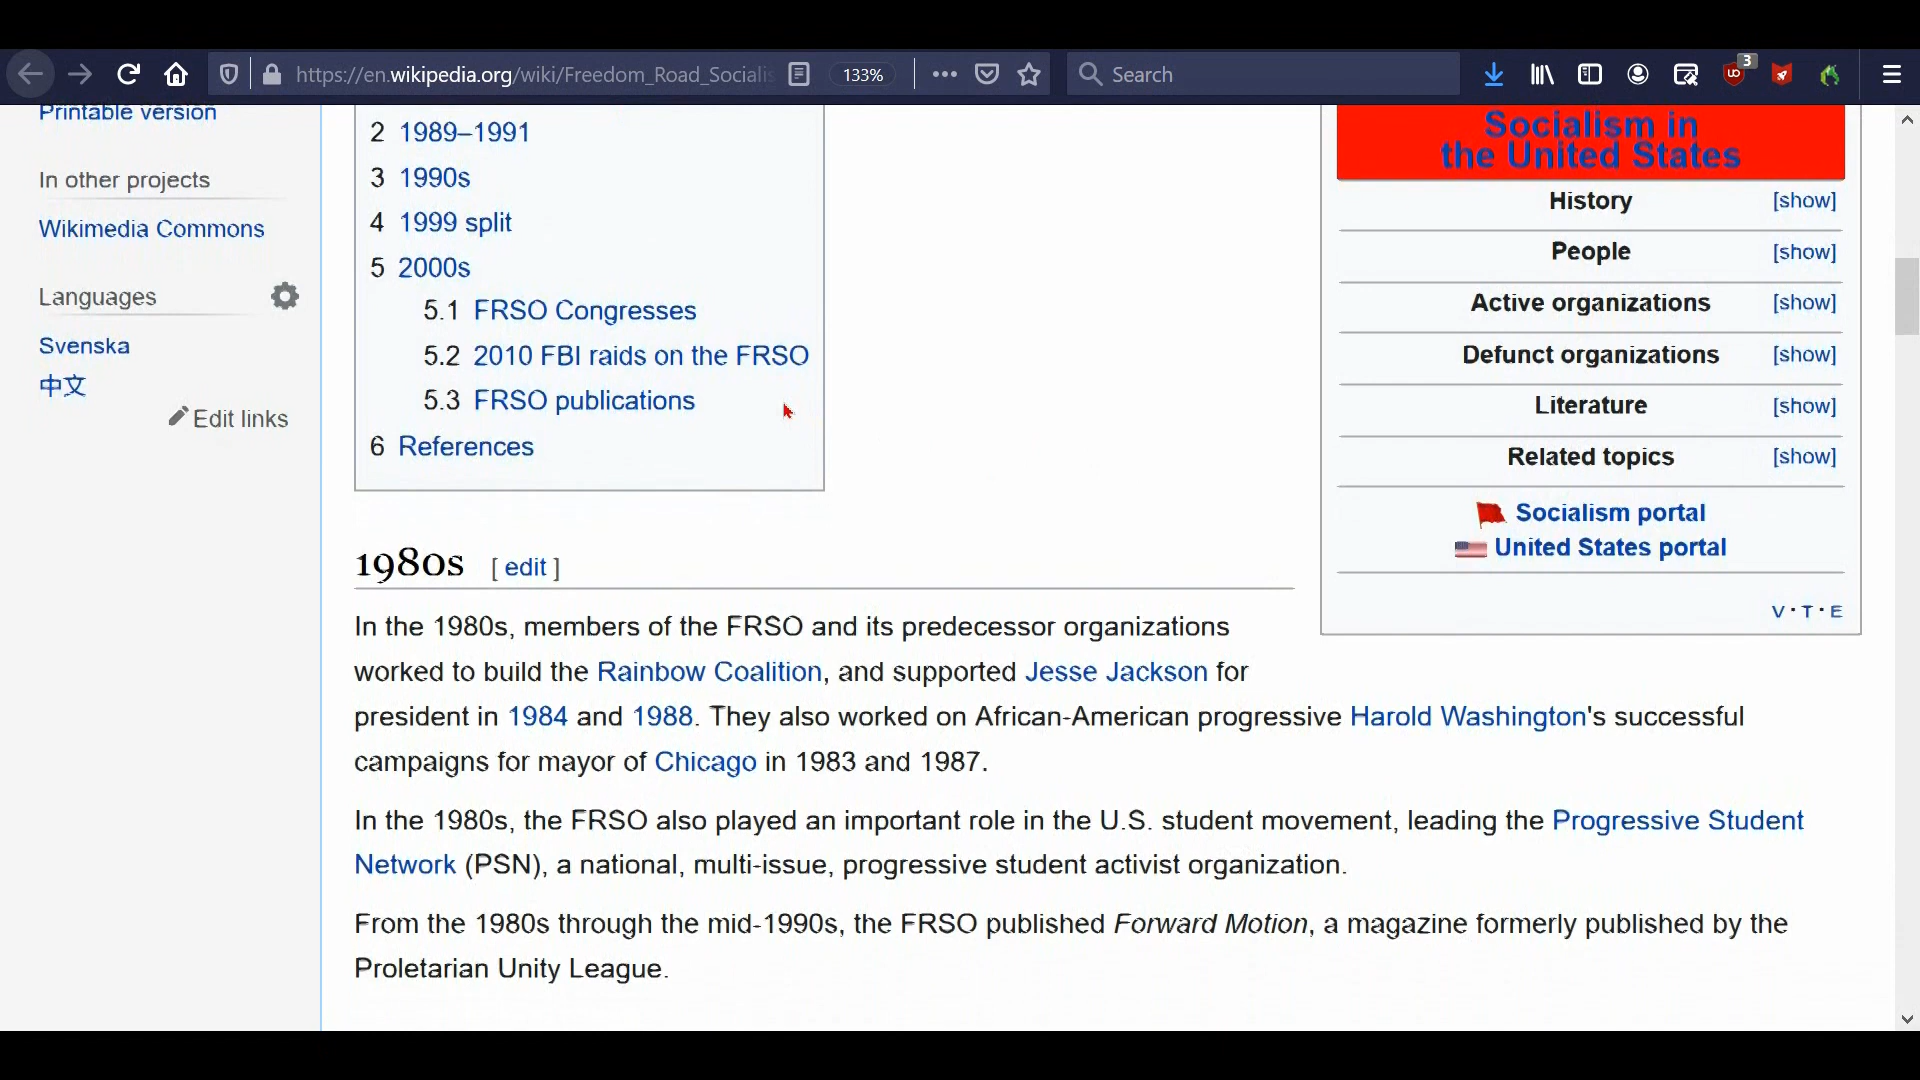 https://en.wikipedia.org/wiki/Freedom_Road_Socialis
133%
Search
3
Printable version
In other projects
Wikimedia Commons
Languages
Svenska
中文
Edit links
2 1989–1991
3 1990s
4 1999 split
5 2000s
5.1 FRSO Congresses
5.2 2010 FBI raids on the FRSO
5.3 FRSO publications
6 References
Socialism in
the United States
History [show]
People [show]
Active organizations [show]
Defunct organizations [show]
Literature [show]
Related topics [show]
Socialism portal
United States portal
V · T · E
1980s [ edit ]
In the 1980s, members of the FRSO and its predecessor organizations
worked to build the Rainbow Coalition, and supported Jesse Jackson for
president in 1984 and 1988. They also worked on African-American progressive Harold Washington's successful
campaigns for mayor of Chicago in 1983 and 1987.
In the 1980s, the FRSO also played an important role in the U.S. student movement, leading the Progressive Student
Network (PSN), a national, multi-issue, progressive student activist organization.
From the 1980s through the mid-1990s, the FRSO published Forward Motion, a magazine formerly published by the
Proletarian Unity League.